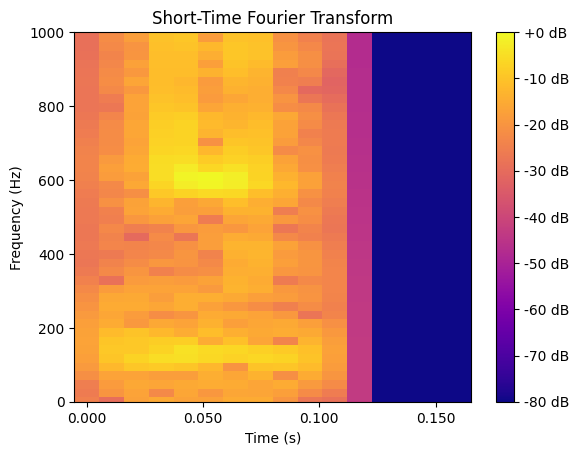 Short-Time Fourier Transform
Frequency (Hz)
1000
800
600
400
200
0
0.000
0.050
0.100
0.150
Time (s)
+0 dB
-10 dB
-20 dB
-30 dB
-40 dB
-50 dB
-60 dB
-70 dB
-80 dB